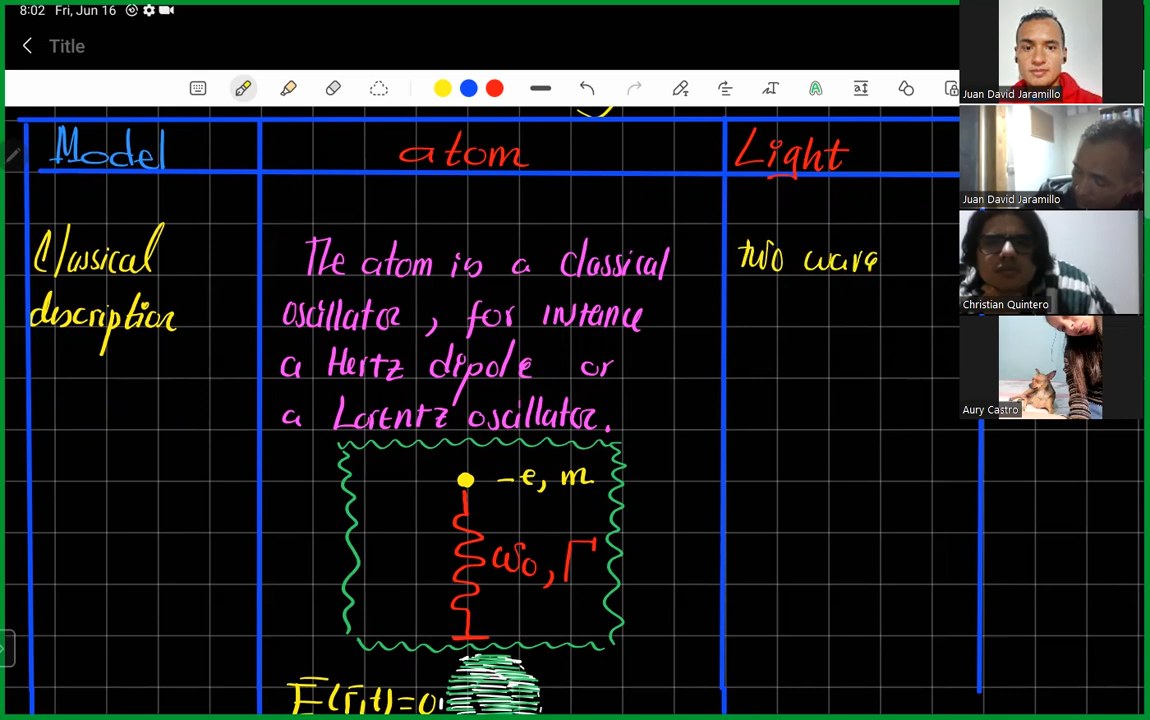 8:02 Fri, Jun 16
Title
Model
atom
Light
Classical
description
The atom is a classical
oscillator, for instance
a Hertz dipole or
a Lorentz oscillator.
-e, m
ω₀, Γ
E̅(r̅,t)=0
two wave
Juan David Jaramillo
Juan David Jaramillo
Christian Quintero
Aury Castro